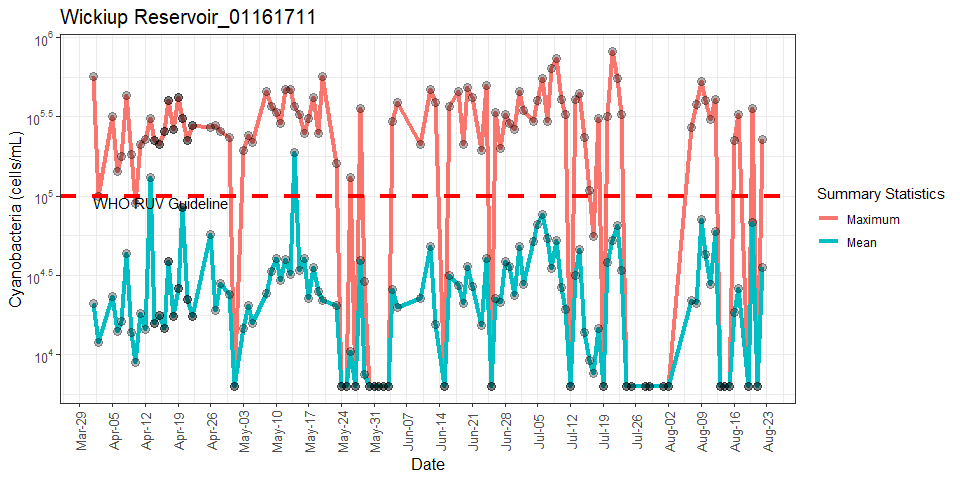 Wickiup Reservoir_01161711
Cyanobacteria (cells/mL)
10^6
10^5.5
10^5
10^4.5
10^4
WHO RUV Guideline
Mar-29
Apr-05
Apr-12
Apr-19
Apr-26
May-03
May-10
May-17
May-24
May-31
Jun-07
Jun-14
Jun-21
Jun-28
Jul-05
Jul-12
Jul-19
Jul-26
Aug-02
Aug-09
Aug-16
Aug-23
Date
Summary Statistics
Maximum
Mean